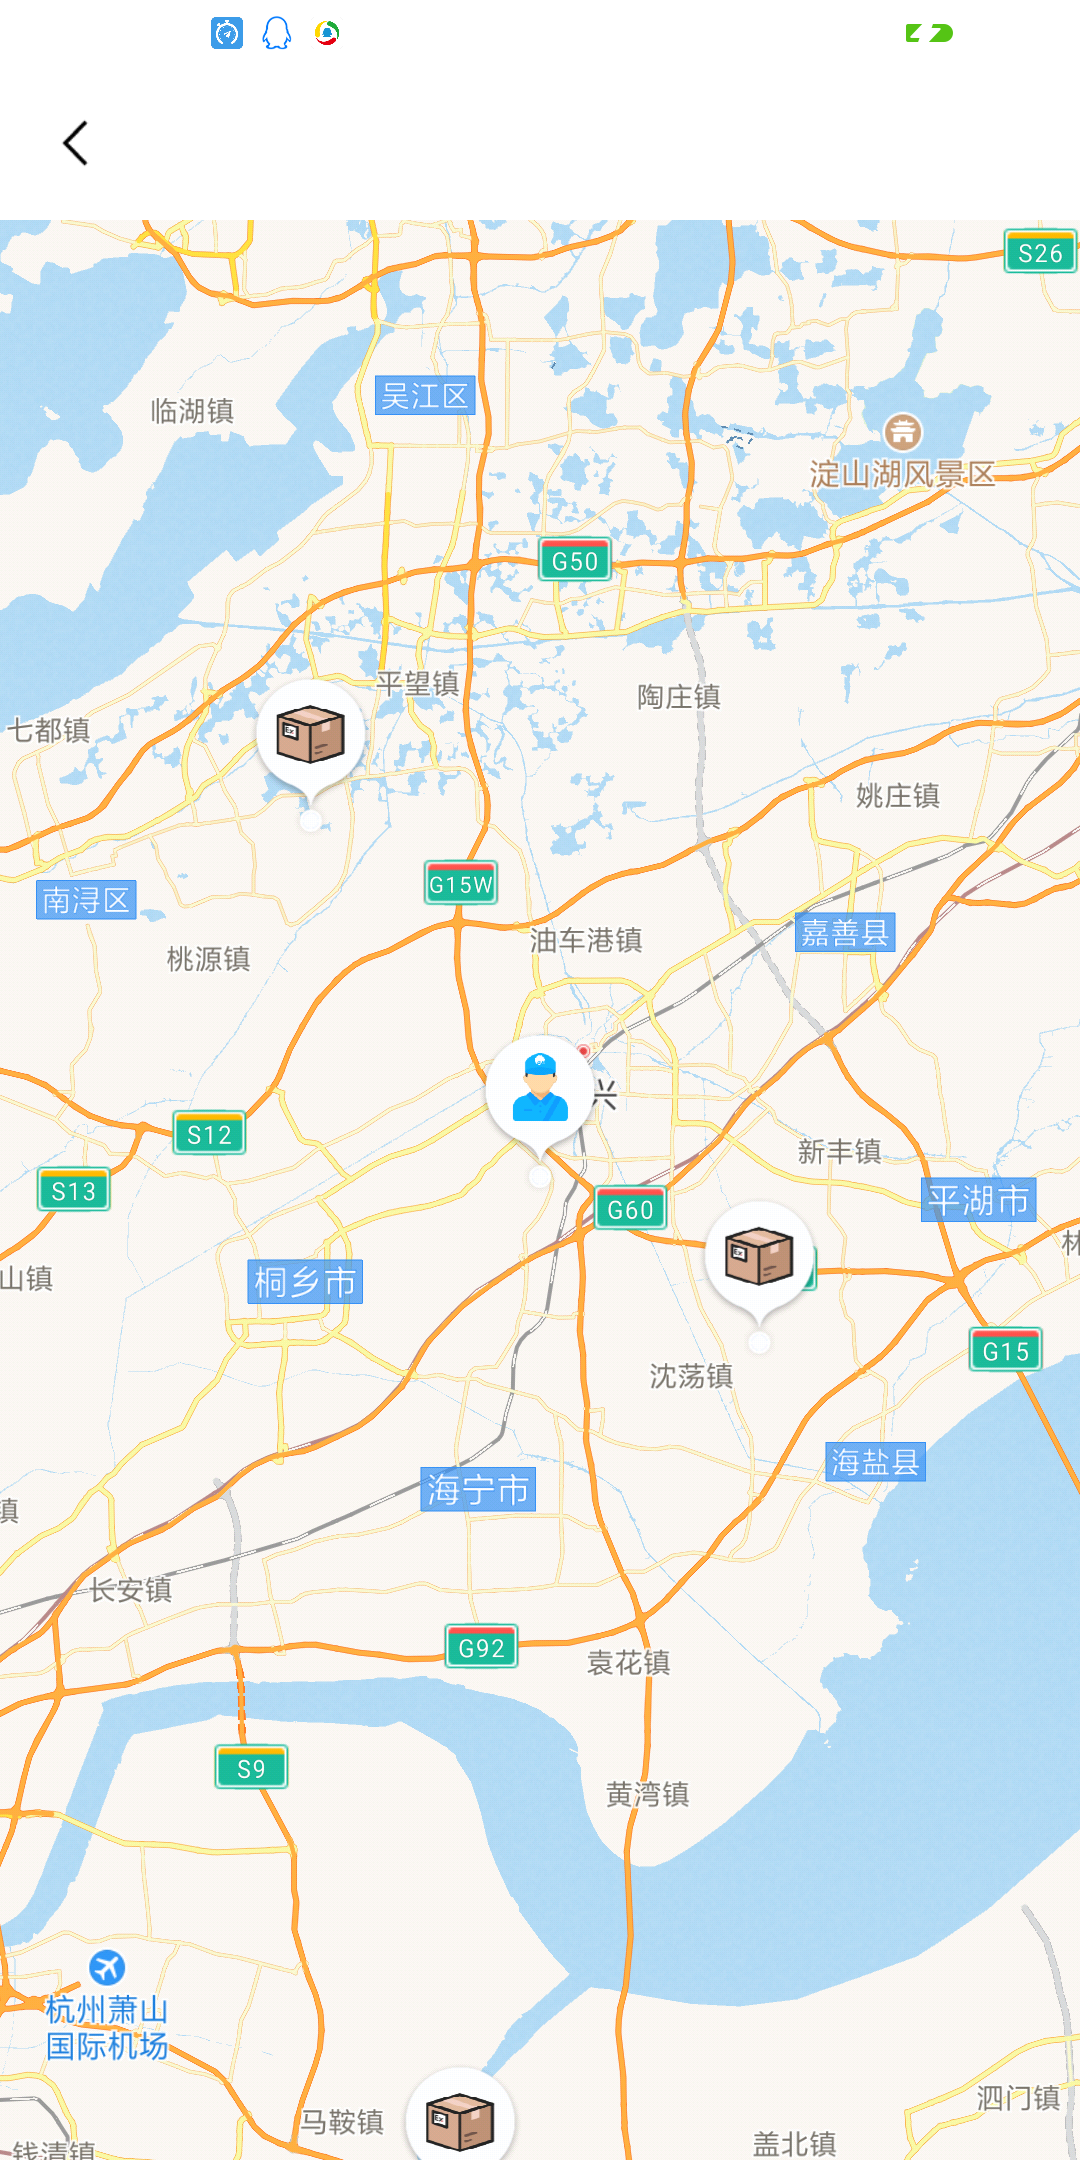 S26
吴江区
临湖镇
淀山湖风景区
G50
平望镇
陶庄镇
七都镇
姚庄镇
G15W
南浔区
嘉善县
油车港镇
桃源镇
兴
S12
新丰镇
S13
平湖市
G60
林
山镇
桐乡市
G15
沈荡镇
海盐县
海宁市
镇
长安镇
G92
袁花镇
S9
黄湾镇
杭州萧山
国际机场
泗门镇
马鞍镇
盖北镇
钱清镇